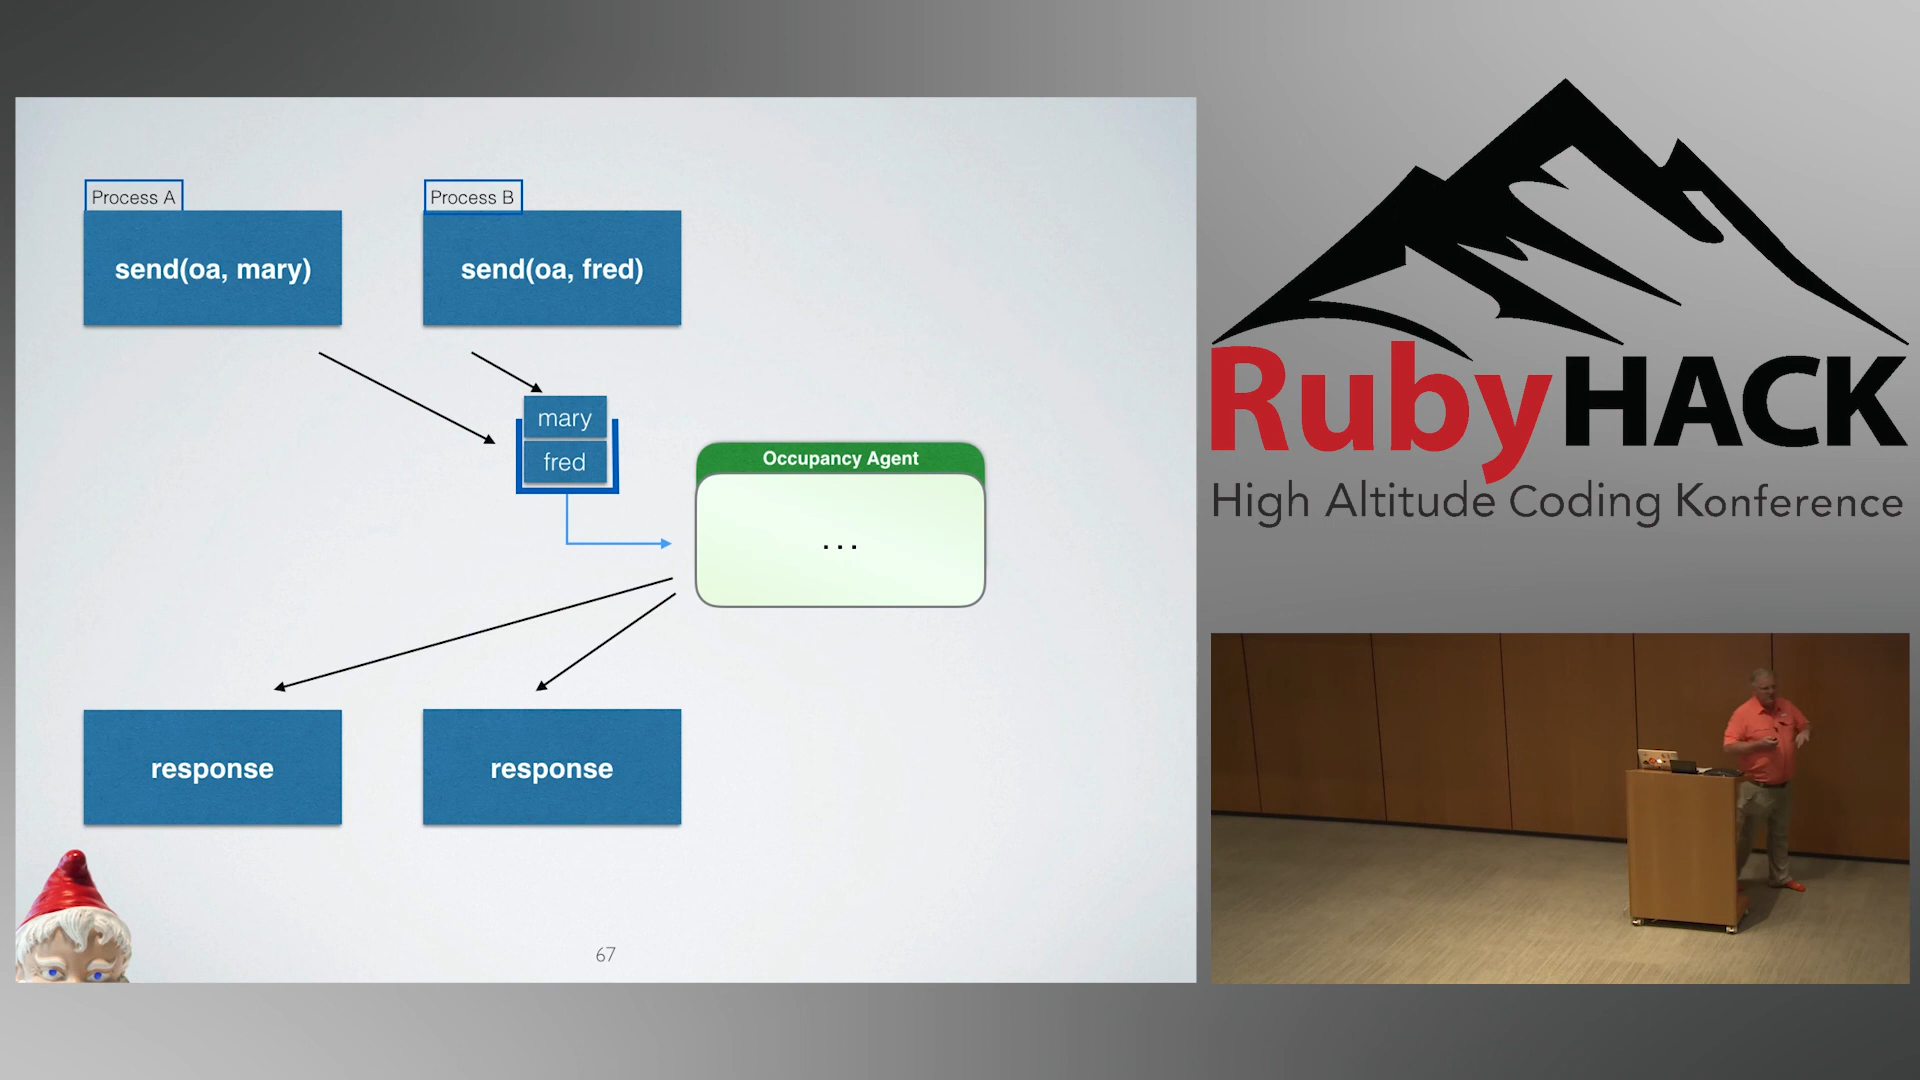 Process A
Process B
send(oa, mary)
send(oa, fred)
mary
fred
Occupancy Agent
...
response
response
67
RubyHACK
High Altitude Coding Konference